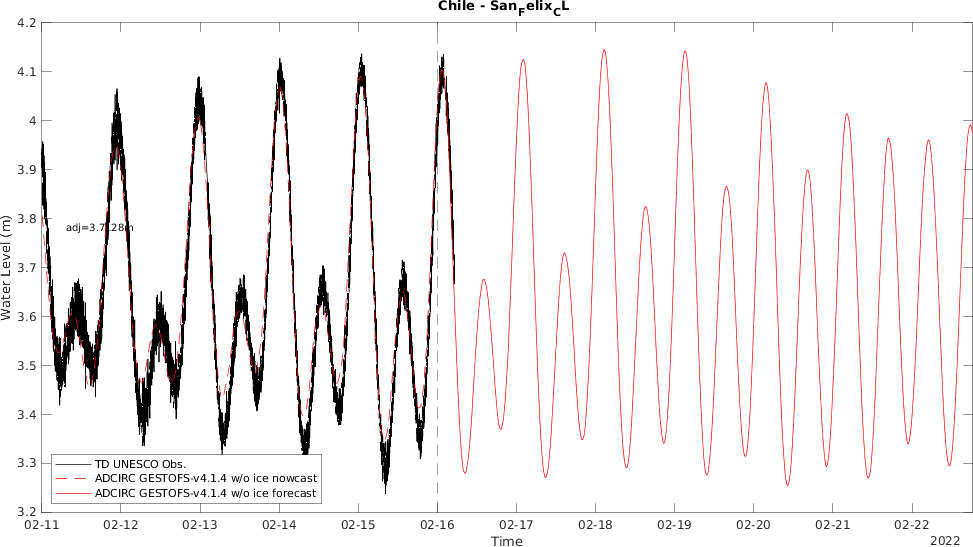 Chile - San_Felix_CL
4.2
4.1
4
3.9
3.8
3.7
3.6
3.5
3.4
3.3
3.2
Water Level (m)
adj=3.7128m
TD UNESCO Obs.
ADCIRC GESTOFS-v4.1.4 w/o ice nowcast
ADCIRC GESTOFS-v4.1.4 w/o ice forecast
02-11 02-12 02-13 02-14 02-15 02-16 02-17 02-18 02-19 02-20 02-21 02-22
Time
2022